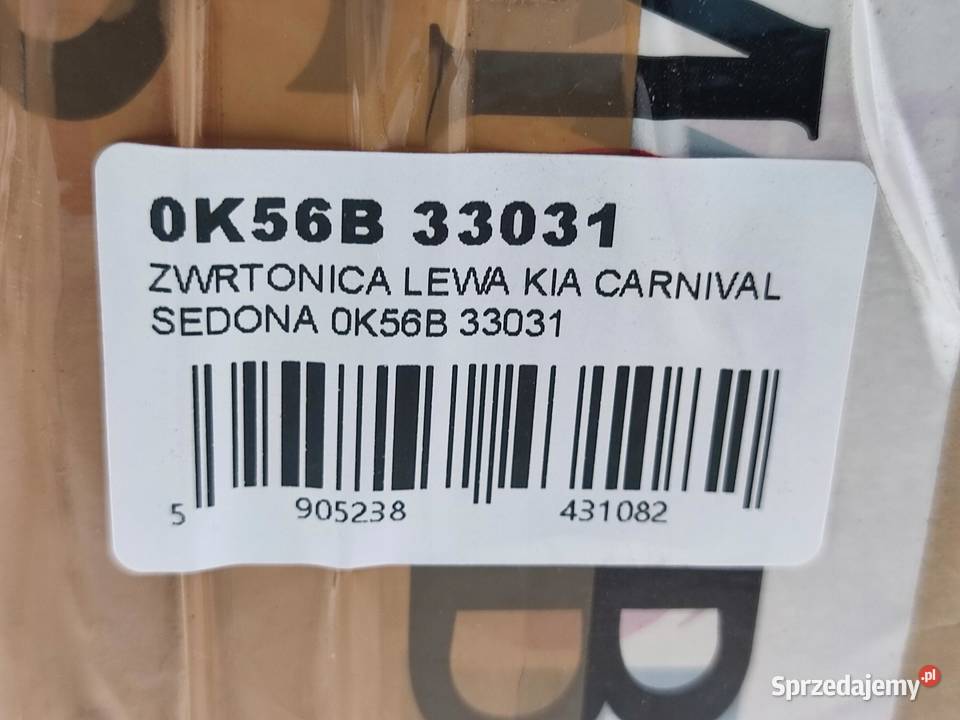 0K56B 33031
ZWRTONICA LEWA KIA CARNIVAL
SEDONA 0K56B 33031
5 905238 431082
Sprzedajemy.pl